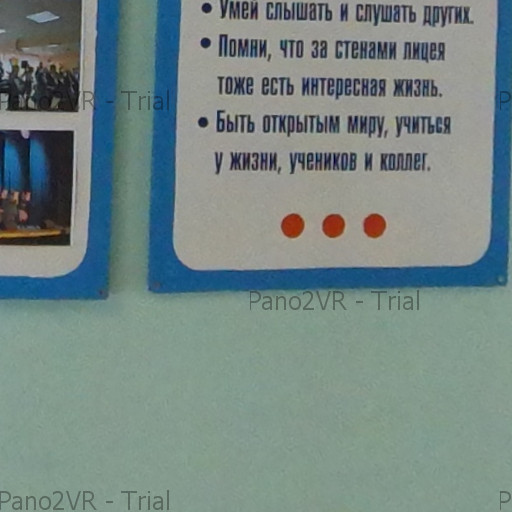 • Умей слышать и слушать других.
• Помни, что за стенами лицея
тоже есть интересная жизнь.
Pano2VR - Trial
• Быть открытым миру, учиться
у жизни, учеников и коллег.
Pano2VR - Trial
Pano2VR - Trial